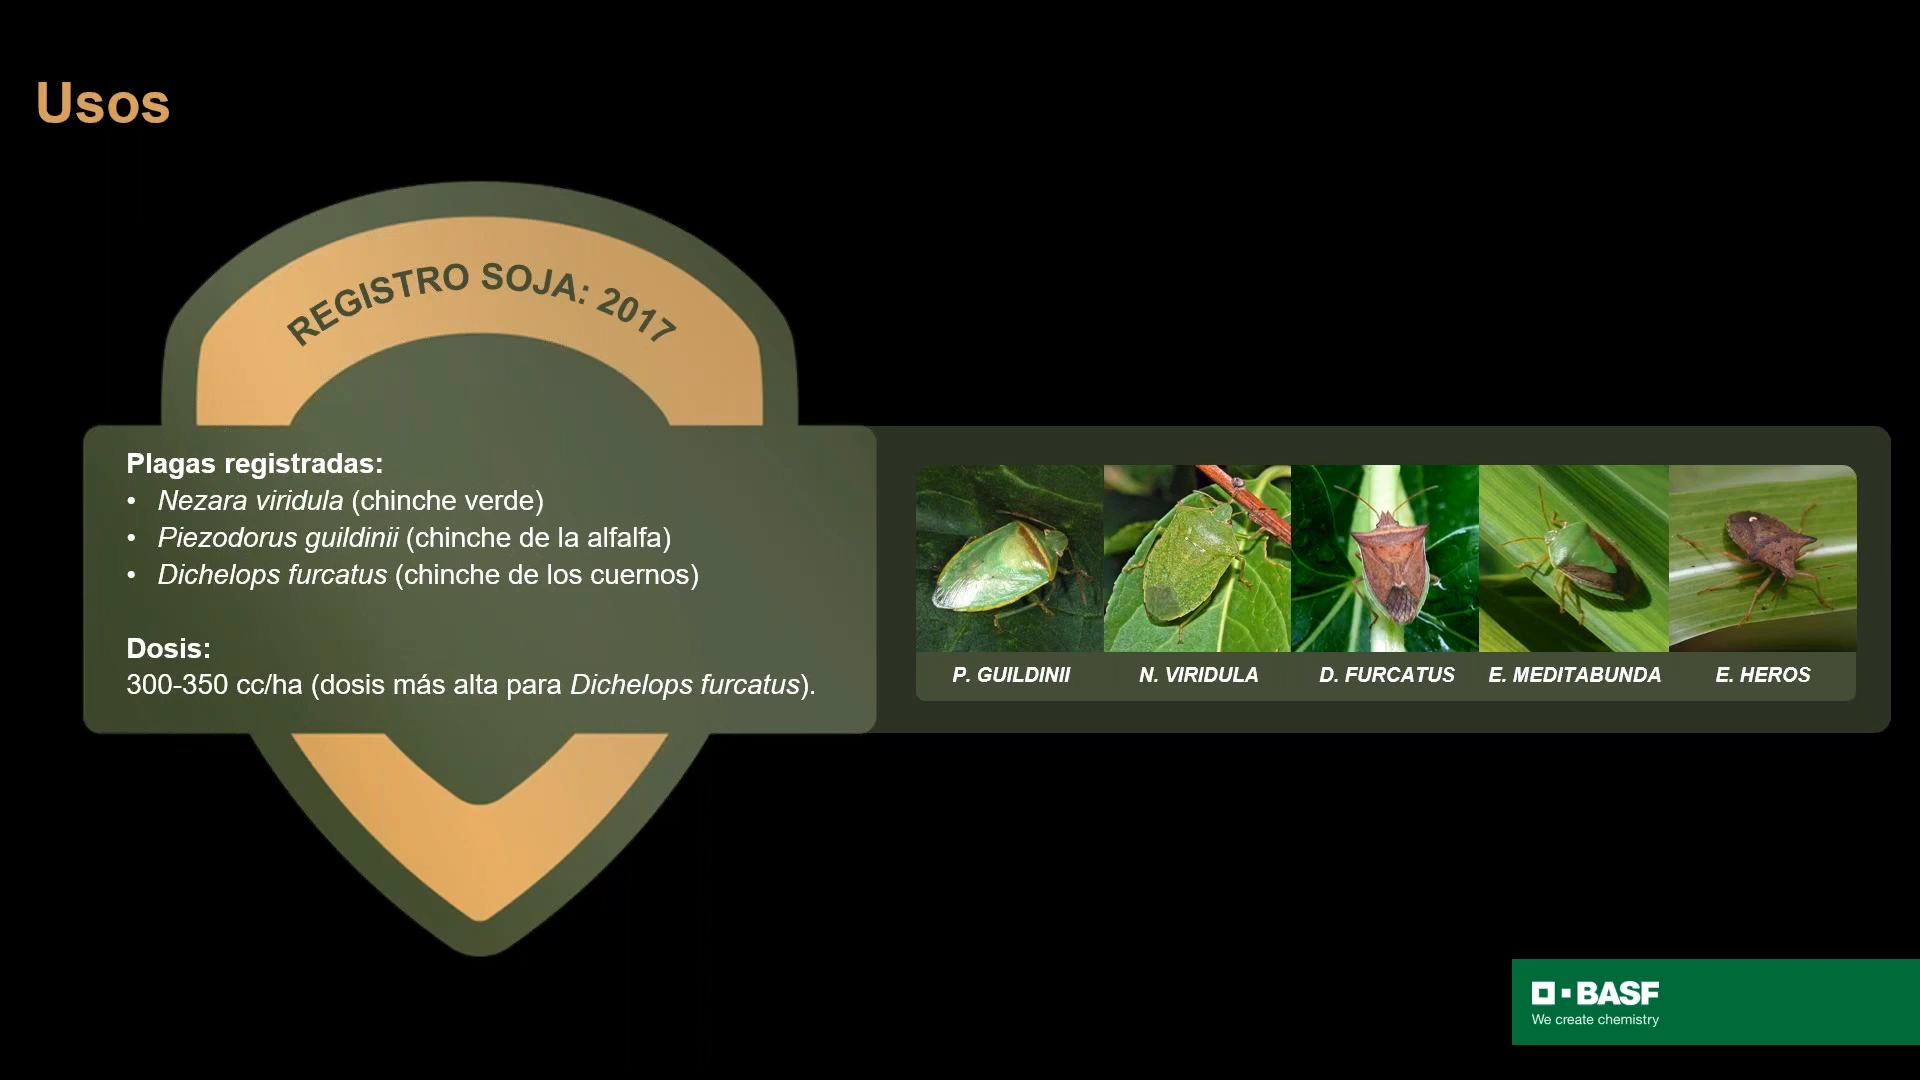 Usos
REGISTRO SOJA: 2017
Plagas registradas:
• Nezara viridula (chinche verde)
• Piezodorus guildinii (chinche de la alfalfa)
• Dichelops furcatus (chinche de los cuernos)
Dosis:
300-350 cc/ha (dosis más alta para Dichelops furcatus).
P. GUILDINII
N. VIRIDULA
D. FURCATUS
E. MEDITABUNDA
E. HEROS
BASF
We create chemistry